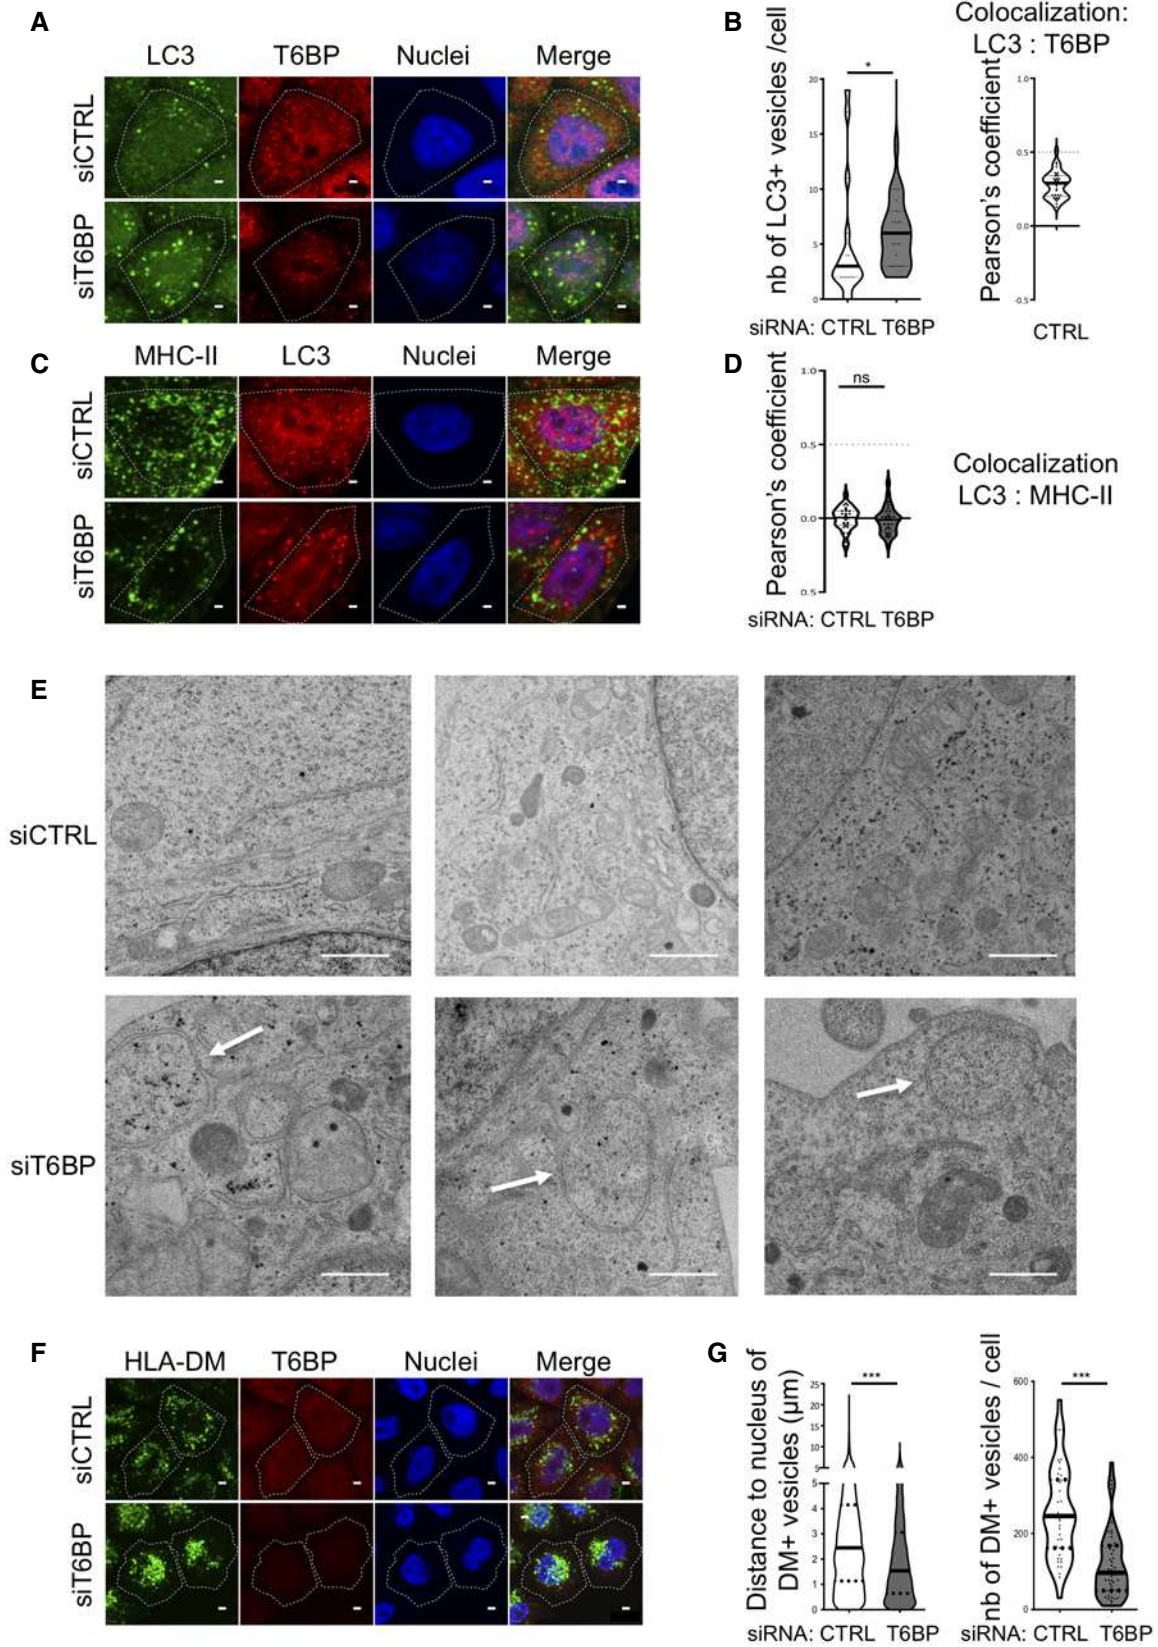 A
LC3
T6BP
Nuclei
Merge
siCTRL
siT6BP
B
nb of LC3+ vesicles /cell
20
15
10
5
0
*
siRNA: CTRL T6BP
Colocalization:
LC3 : T6BP
Pearson's coefficient
1.0
0.5
0.0
-0.5
CTRL
C
MHC-II
LC3
Nuclei
Merge
siCTRL
siT6BP
D
Pearson's coefficient
1.0
0.5
0.0
0.5
ns
siRNA: CTRL T6BP
Colocalization
LC3 : MHC-II
E
siCTRL
siT6BP
F
HLA-DM
T6BP
Nuclei
Merge
siCTRL
siT6BP
G
Distance to nucleus of
DM+ vesicles (μm)
25
20
15
10
5
5
4
3
2
1
0
***
siRNA: CTRL T6BP
nb of DM+ vesicles / cell
600
400
200
0
***
siRNA: CTRL T6BP